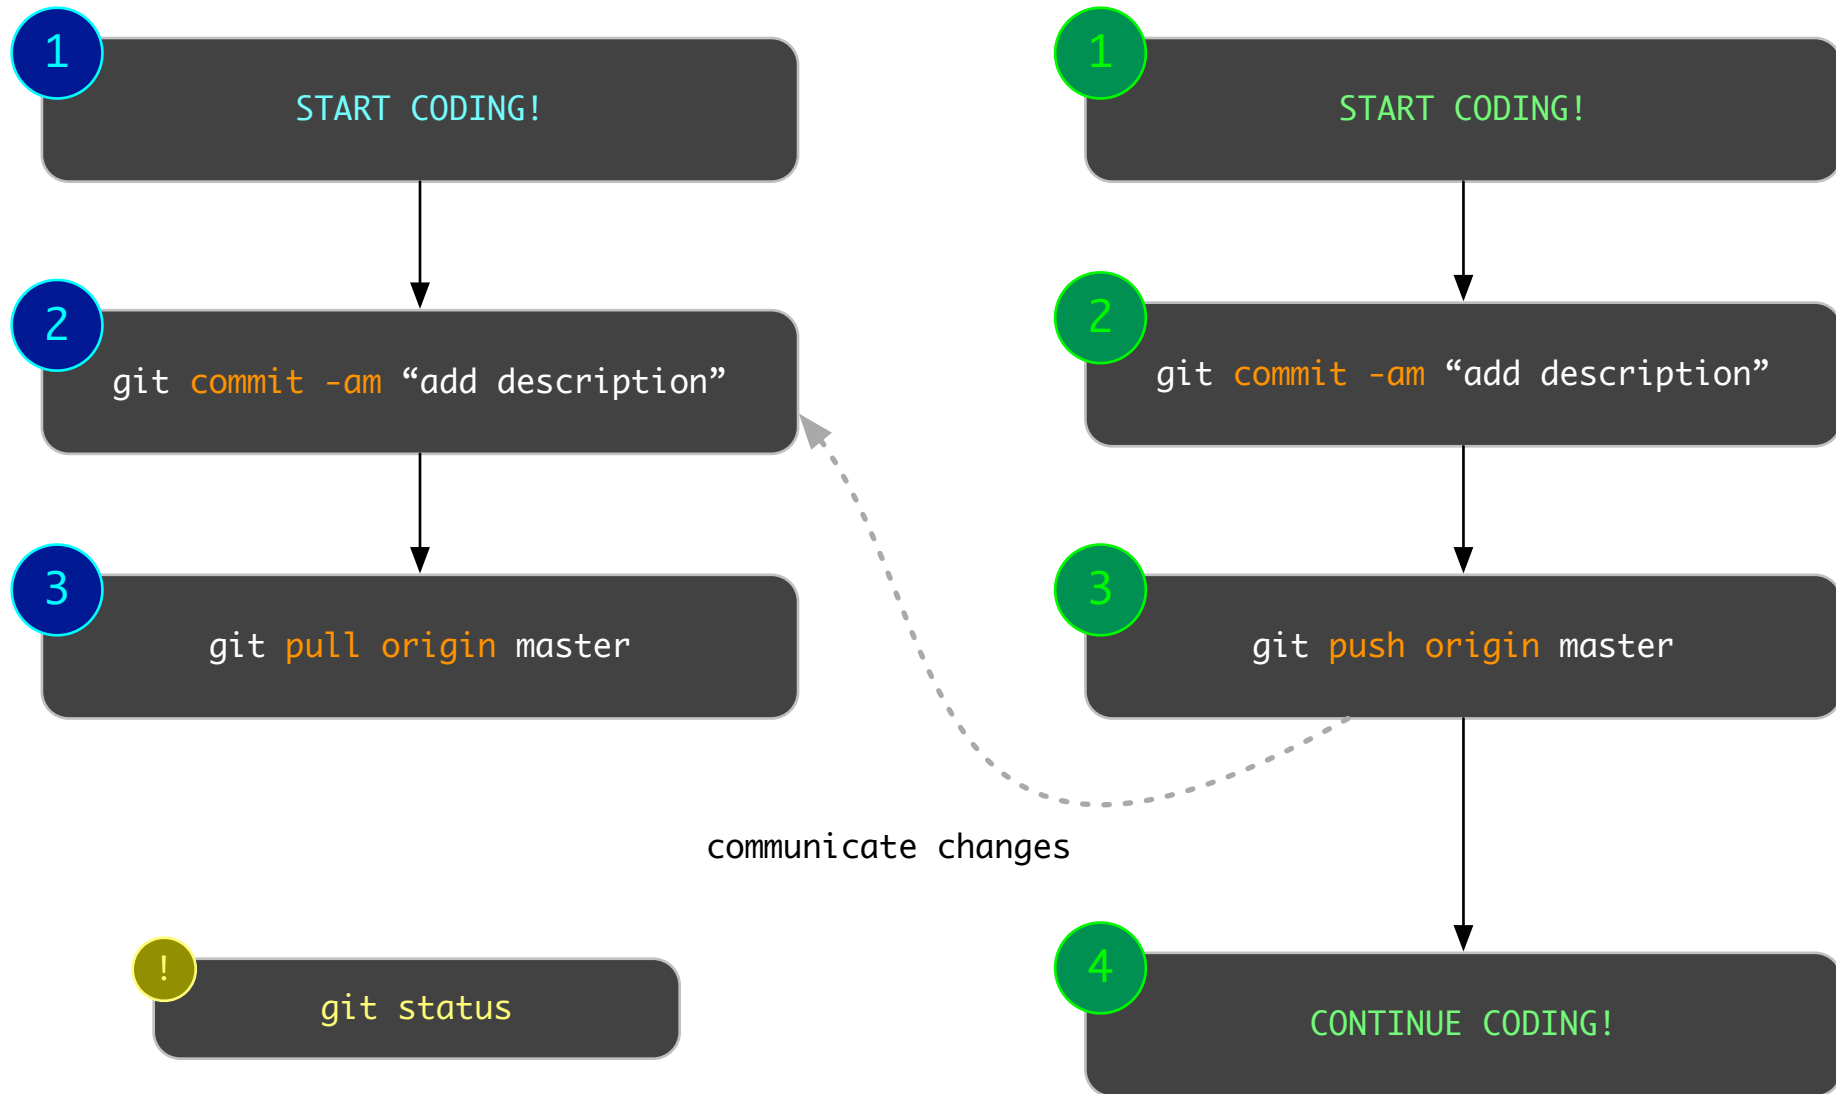 1
START CODING!
2
git commit -am “add description”
3
git pull origin master
communicate changes
!
git status
1
START CODING!
2
git commit -am “add description”
3
git push origin master
4
CONTINUE CODING!